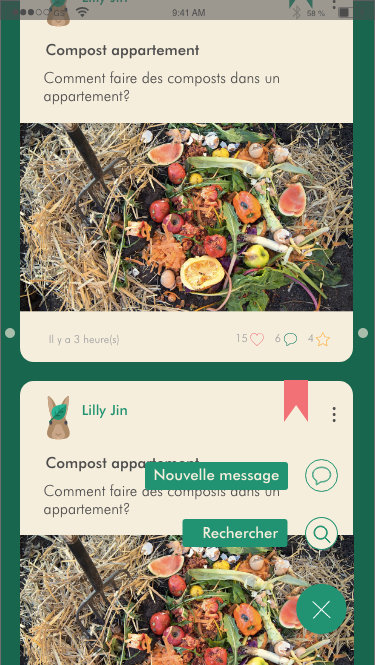 GS
9:41 AM
58 %
Lilly Jin
Compost appartement
Comment faire des composts dans un
appartement?
Il y a 3 heure(s)
15
6
4
Lilly Jin
Compost appartement
Nouvelle message
Comment faire des composts dans un
appartement?
Rechercher